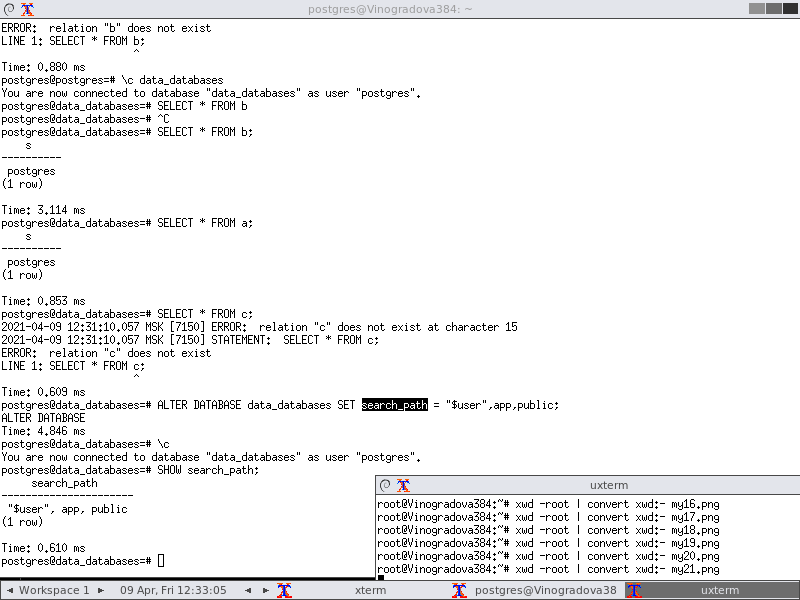 postgres@Vinogradova384: ~
ERROR:  relation "b" does not exist
LINE 1: SELECT * FROM b;
^
Time: 0.880 ms
postgres@postgres=# \c data_databases
You are now connected to database "data_databases" as user "postgres".
postgres@data_databases=# SELECT * FROM b
postgres@data_databases-# ^C
postgres@data_databases=# SELECT * FROM b;
s
----------
postgres
(1 row)
Time: 3.114 ms
postgres@data_databases=# SELECT * FROM a;
s
----------
postgres
(1 row)
Time: 0.853 ms
postgres@data_databases=# SELECT * FROM c;
2021-04-09 12:31:10.057 MSK [7150] ERROR:  relation "c" does not exist at character 15
2021-04-09 12:31:10.057 MSK [7150] STATEMENT:  SELECT * FROM c;
ERROR:  relation "c" does not exist
LINE 1: SELECT * FROM c;
^
Time: 0.609 ms
postgres@data_databases=# ALTER DATABASE data_databases SET search_path = "$user",app,public;
ALTER DATABASE
Time: 4.846 ms
postgres@data_databases=# \c
You are now connected to database "data_databases" as user "postgres".
postgres@data_databases=# SHOW search_path;
search_path
----------------------
"$user", app, public
(1 row)
Time: 0.610 ms
postgres@data_databases=#
uxterm
root@Vinogradova384:~# xwd -root | convert xwd:- my16.png
root@Vinogradova384:~# xwd -root | convert xwd:- my17.png
root@Vinogradova384:~# xwd -root | convert xwd:- my18.png
root@Vinogradova384:~# xwd -root | convert xwd:- my19.png
root@Vinogradova384:~# xwd -root | convert xwd:- my20.png
root@Vinogradova384:~# xwd -root | convert xwd:- my21.png
Workspace 1 09 Apr, Fri 12:33:05 xterm postgres@Vinogradova38 uxterm